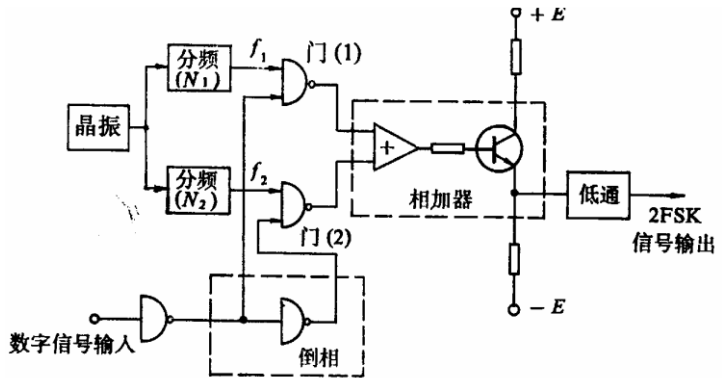 + E
门 (1)
f₁
分频
(N₁)
晶振
分频
(N₂)
f₂
门 (2)
+
相加器
低通
2FSK
信号输出
− E
数字信号输入
倒相